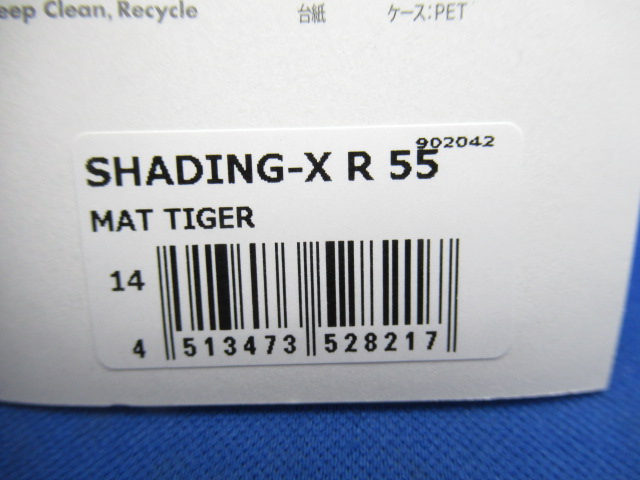 eep Clean, Recycle 台紙 ケース:PET
902042
SHADING-X R 55
MAT TIGER
14
4 513473 528217